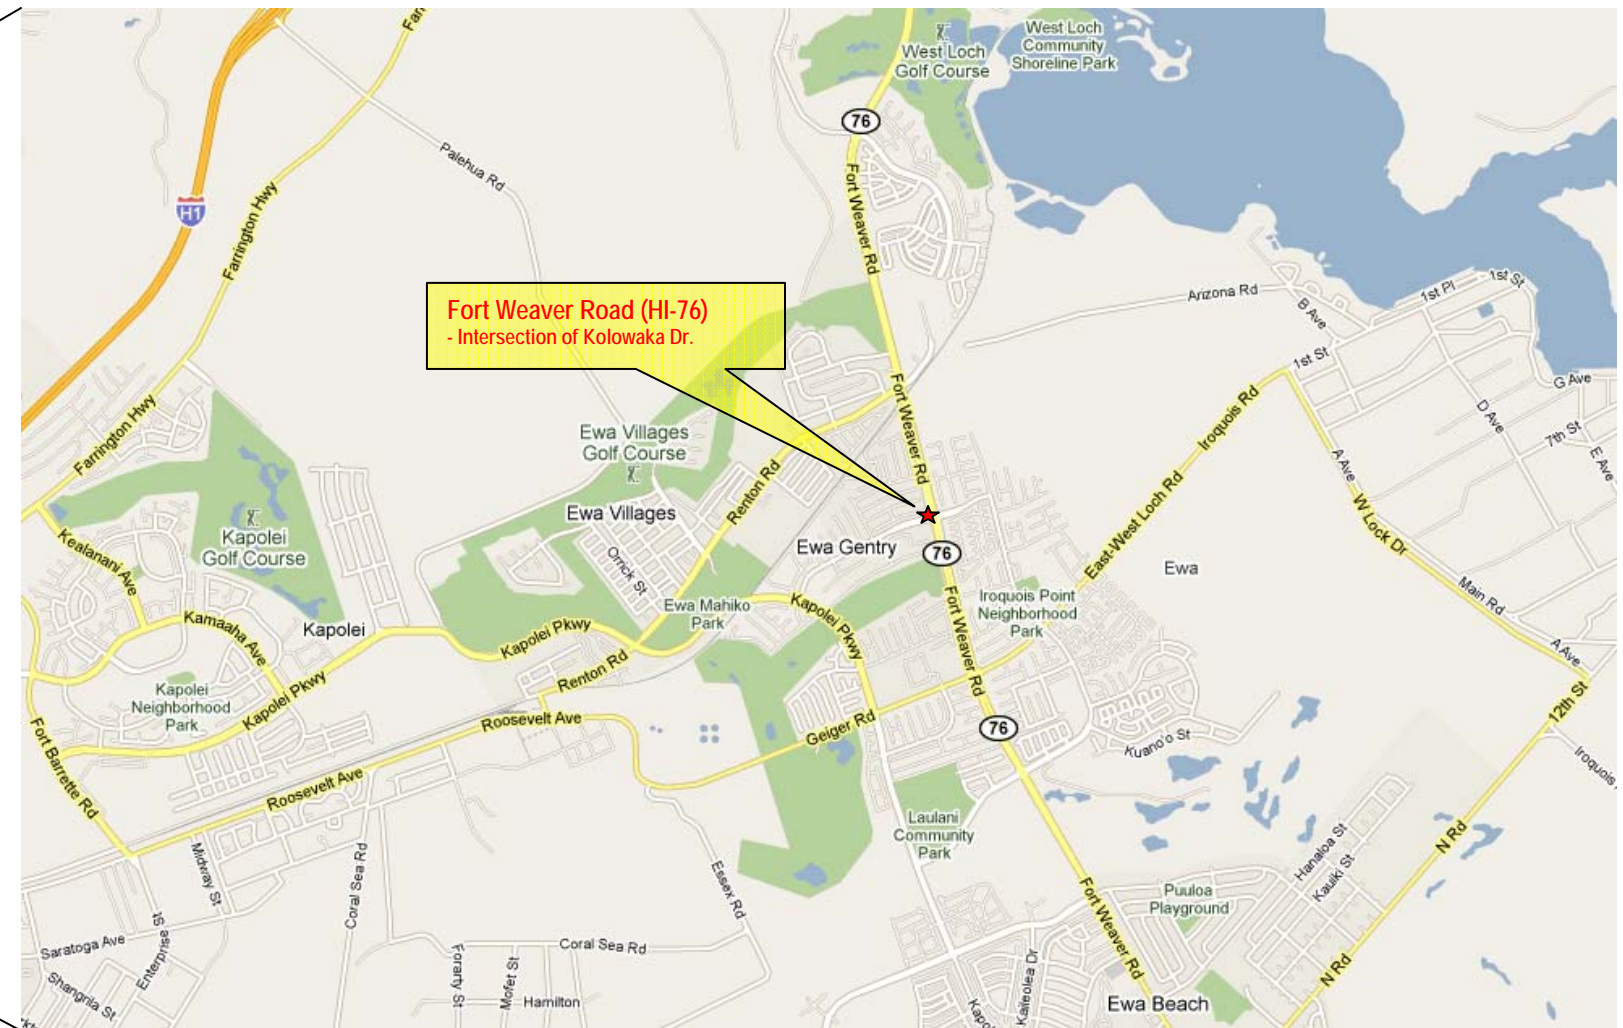 West Loch
Golf Course
West Loch
Community
Shoreline Park
76
Palehua Rd
H1
Farrington Hwy
Fort Weaver Rd
Fort Weaver Road (HI-76)
- Intersection of Kolowaka Dr.
Arizona Rd
B Ave
1st Pl
1st St
1st St
G Ave
D Ave
7th St
E Ave
Farrington Hwy
Fort Weaver Rd
Iroquois Rd
A Ave
Ewa Villages
Golf Course
Renton Rd
Ewa Villages
Kapolei
Golf Course
Kealanani Ave
Orrick St
Ewa Gentry
76
East-West Loch Rd
W Lock Dr
Ewa
Main Rd
A Ave
Iroquois Point
Neighborhood
Park
Ewa Mahiko
Park
Kapolei Pkwy
Fort Weaver Rd
Kamaaha Ave
Kapolei
Kapolei Pkwy
Renton Rd
Kapolei
Neighborhood
Park
Kapolei Pkwy
Roosevelt Ave
Geiger Rd
76
Kuano'o St
12th St
Fort Barrette Rd
Roosevelt Ave
Laulani
Community
Park
Midway St
Coral Sea Rd
Essex Rd
Hanaloa St
Kauiki St
N Rd
Puuloa
Playground
Fort Weaver Rd
Saratoga Ave
Enterprise St
Coral Sea Rd
Forarty St
Mofet St
Hamilton
Kaileolea Dr
N Rd
Shangrila St
Ewa Beach